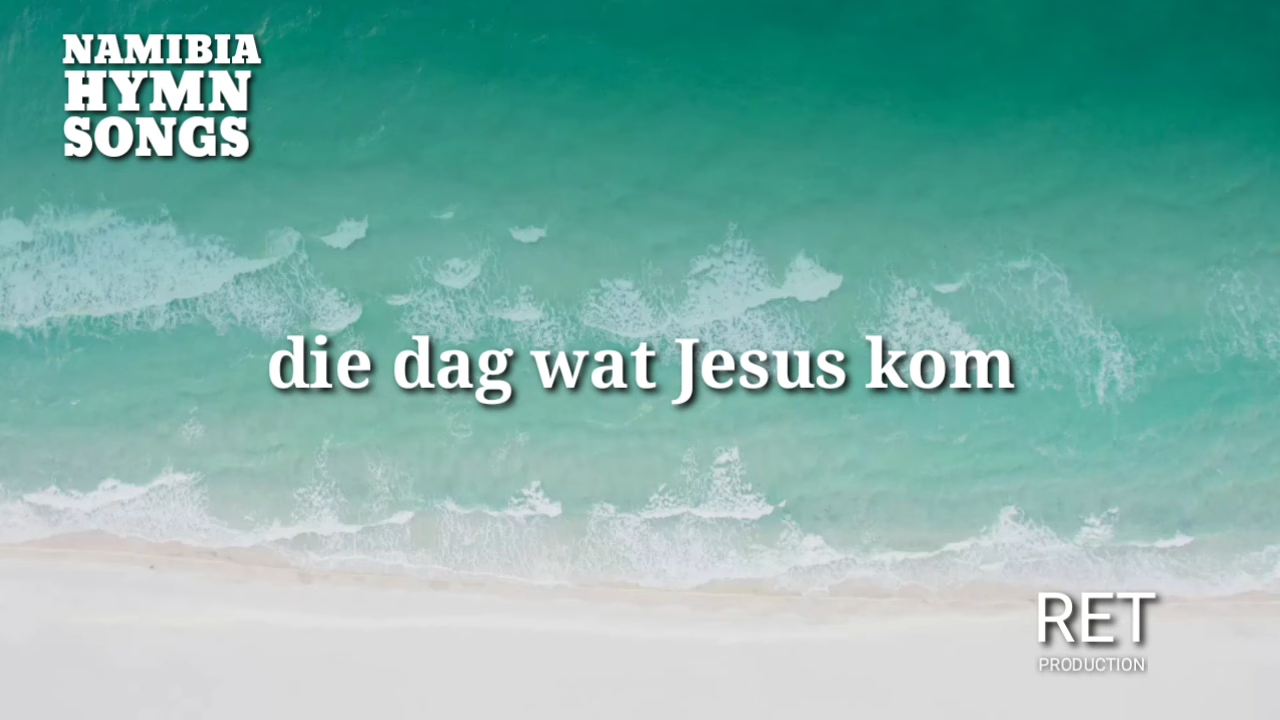 NAMIBIA
HYMN
SONGS
die dag wat Jesus kom
RET
PRODUCTION